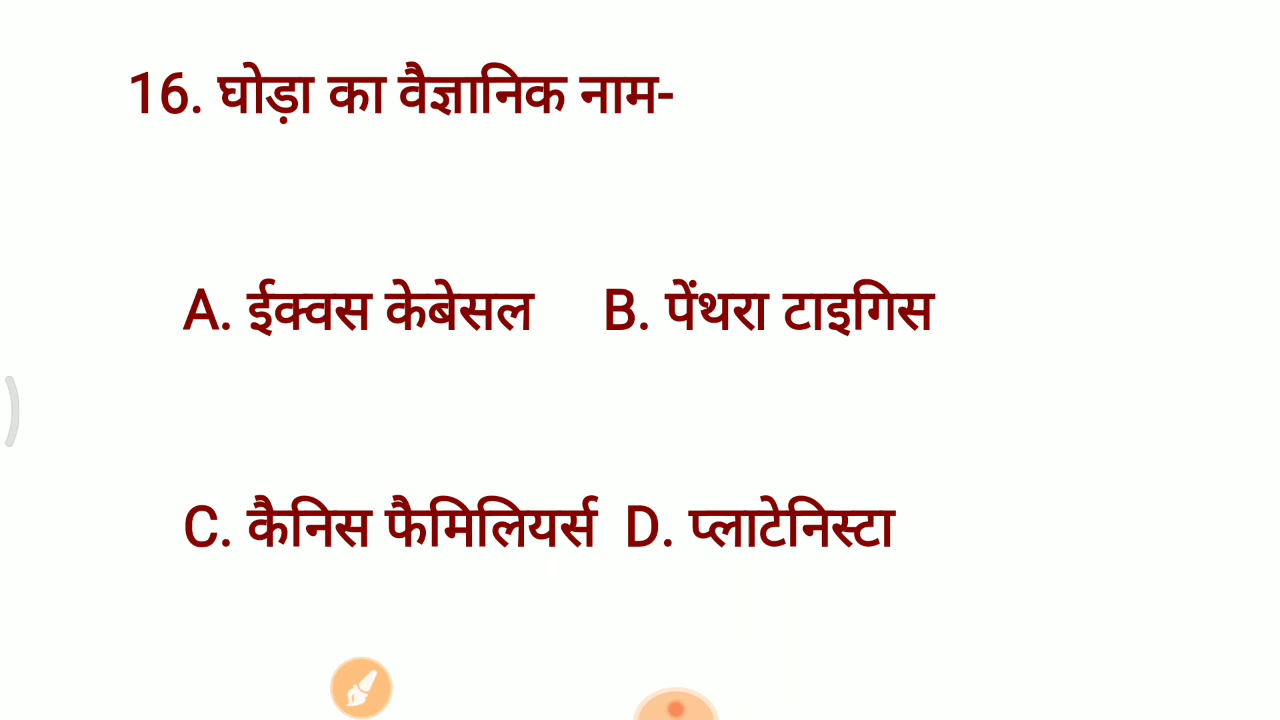 16. घोड़ा का वैज्ञानिक नाम-
A. ईक्वस केबेसल B. पेंथरा टाइगिस
C. कैनिस फैमिलियर्स D. प्लाटेनिस्टा